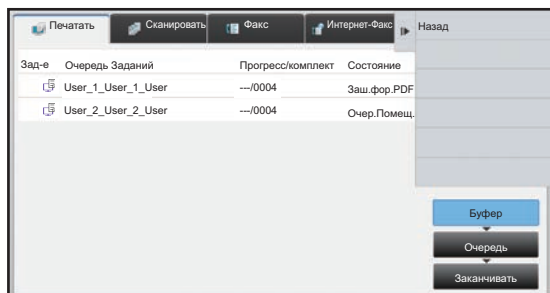 Печатать Сканировать Факс Интернет-Факс Назад
Зад-е Очередь Заданий Прогресс/комплект Состояние
User_1_User_1_User ---/0004 Заш.фор.PDF
User_2_User_2_User ---/0004 Очер.Помещ.
Буфер
Очередь
Заканчивать